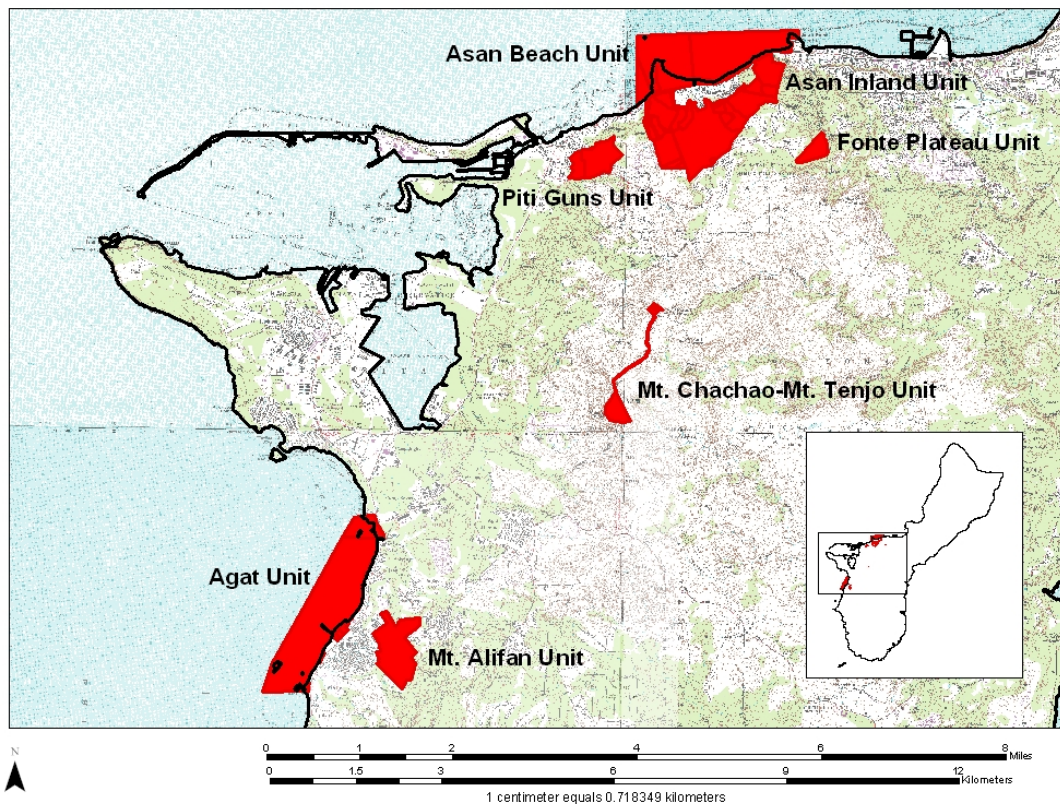 Asan Beach Unit
Asan Inland Unit
Fonte Plateau Unit
Piti Guns Unit
Mt. Chachao-Mt. Tenjo Unit
Agat Unit
Mt. Alifan Unit
N
0 1 2 4 6 8 Miles
0 1.5 3 6 9 12 Kilometers
1 centimeter equals 0.718349 kilometers